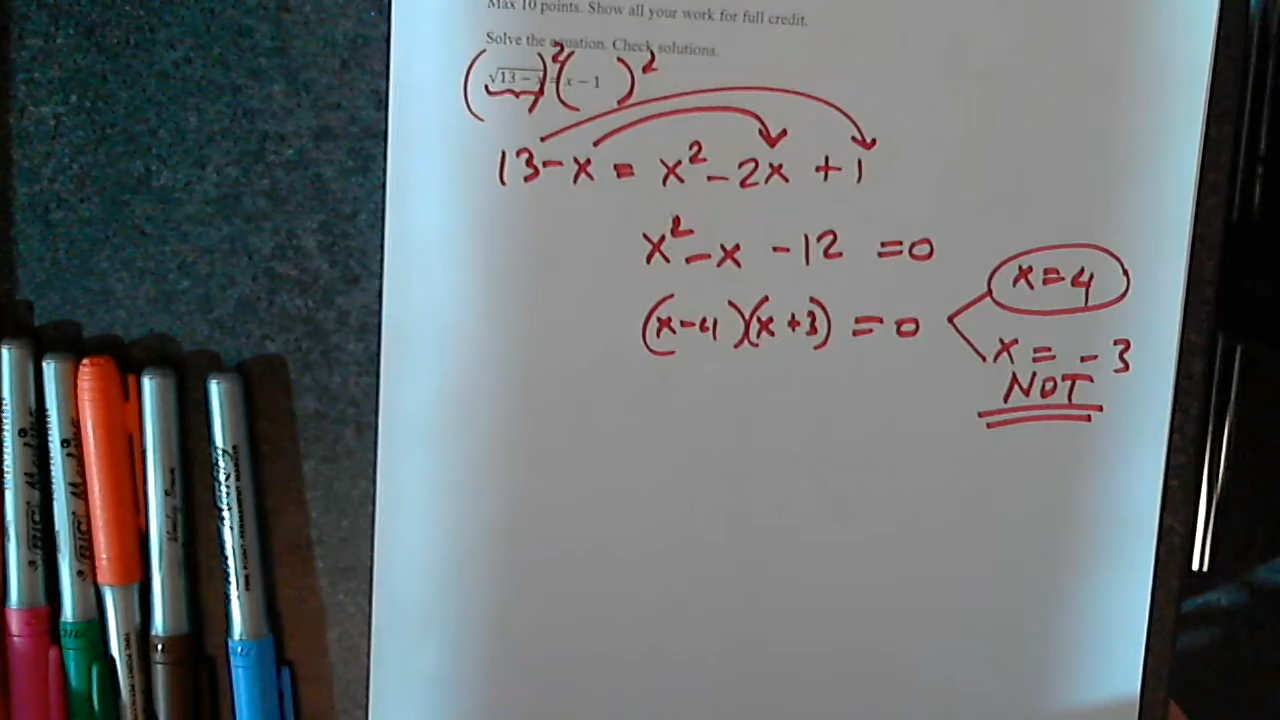 Max 10 points. Show all your work for full credit.
Solve the equation. Check solutions.
(√13 - x)² = (x - 1)²
13 - x = x² - 2x + 1
x² - x - 12 = 0
(x - 4)(x + 3) = 0
x = 4
x = -3
NOT
BIC Marking
BIC Marking
Marking